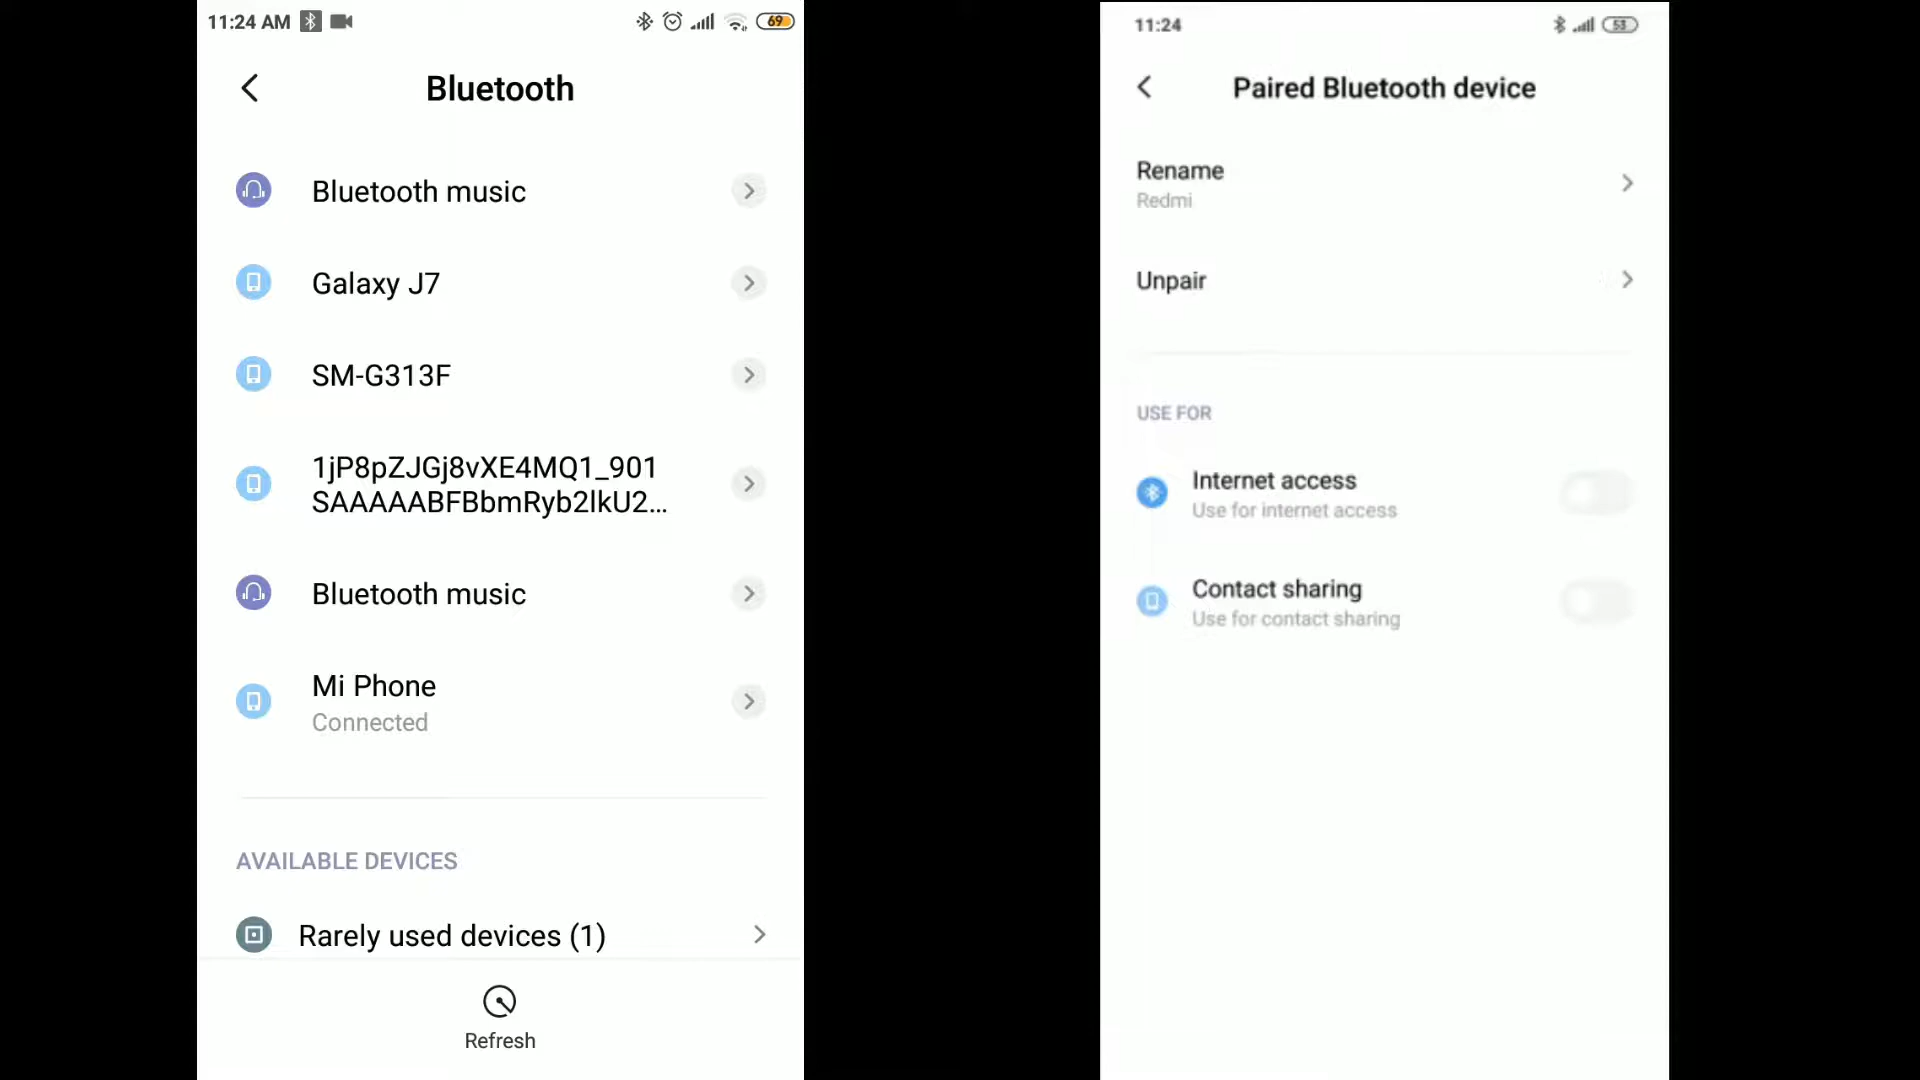 11:24 AM
69
Bluetooth
Bluetooth music
Galaxy J7
SM-G313F
1jP8pZJGj8vXE4MQ1_901
SAAAAABFBbmRyb2lkU2...
Bluetooth music
Mi Phone
Connected
AVAILABLE DEVICES
Rarely used devices (1)
Refresh
11:24
53
Paired Bluetooth device
Rename
Redmi
Unpair
USE FOR
Internet access
Use for internet access
Contact sharing
Use for contact sharing